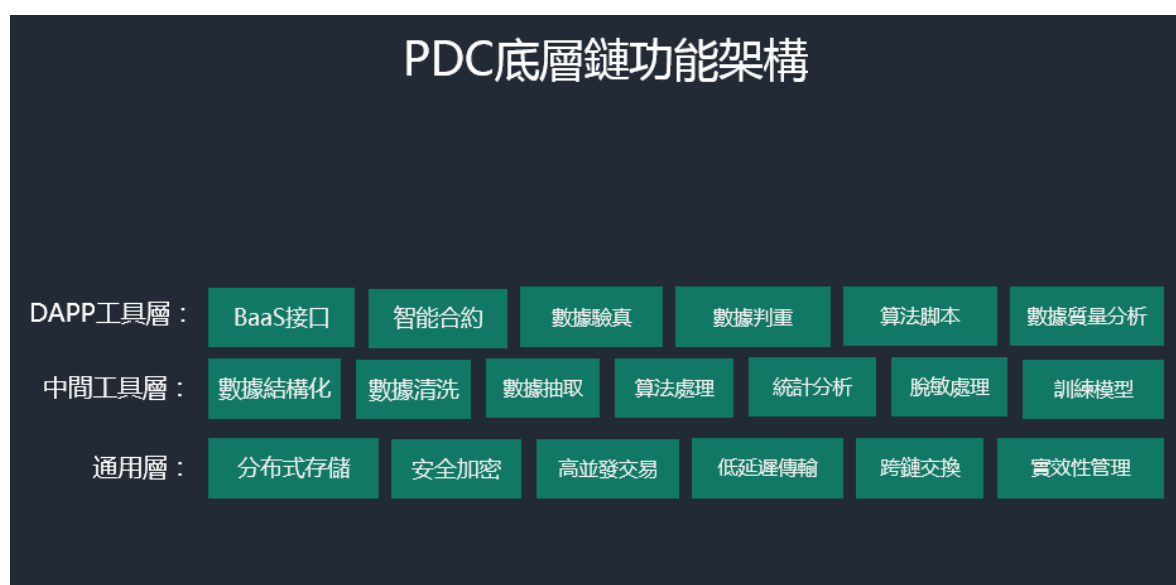 PDC底層鏈功能架構
DAPP工具層： BaaS接口 智能合約 數據驗真 數據判重 算法脚本 數據質量分析
中間工具層： 數據結構化 數據清洗 數據抽取 算法處理 統計分析 脫敏處理 訓練模型
通用層： 分布式存儲 安全加密 高並發交易 低延遲傳輸 跨鏈交換 實效性管理